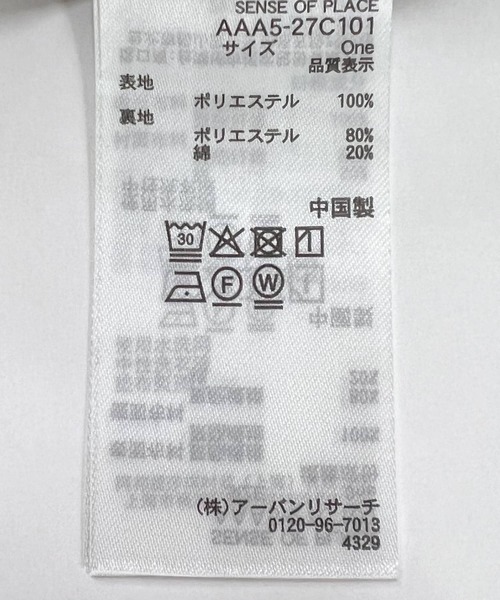 SENSE OF PLACE
AAA5-27C101
サイズ One
品質表示
表地
ポリエステル 100%
裏地
ポリエステル 80%
綿 20%
中国製
30
F W
(株)アーバンリサーチ
0120-96-7013
4329